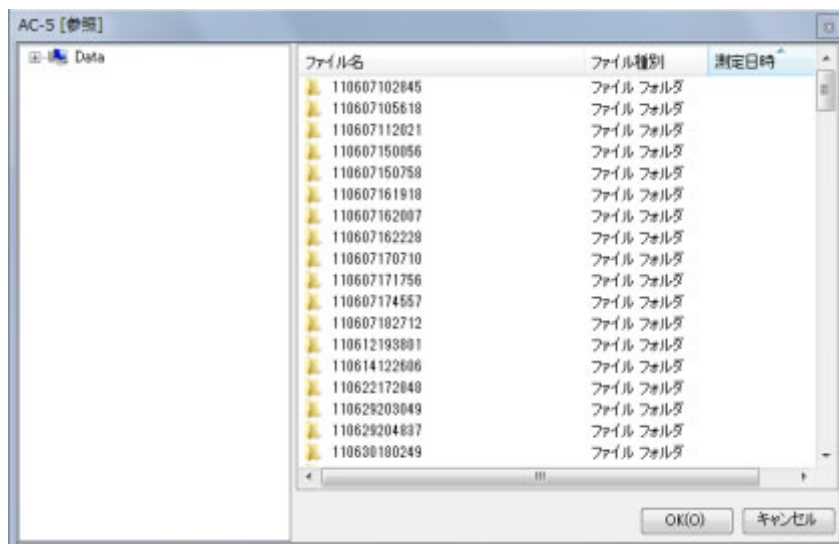 AC-5 [参照]
Data
ファイル名 ファイル種別 測定日時
110607102845 ファイル フォルダ
110607105618 ファイル フォルダ
110607112021 ファイル フォルダ
110607150056 ファイル フォルダ
110607150758 ファイル フォルダ
110607161918 ファイル フォルダ
110607162007 ファイル フォルダ
110607162228 ファイル フォルダ
110607170710 ファイル フォルダ
110607171756 ファイル フォルダ
110607174557 ファイル フォルダ
110607182712 ファイル フォルダ
110612193801 ファイル フォルダ
110614122606 ファイル フォルダ
110622172848 ファイル フォルダ
110629203049 ファイル フォルダ
110629204837 ファイル フォルダ
110630180249 ファイル フォルダ
OK(O) キャンセル